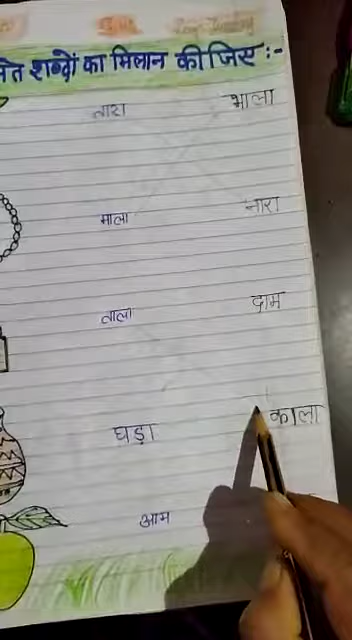 शब्दों का मिलान कीजिए :-
तारा भाला
माला नारा
ताला दाम
घड़ा काला
आम